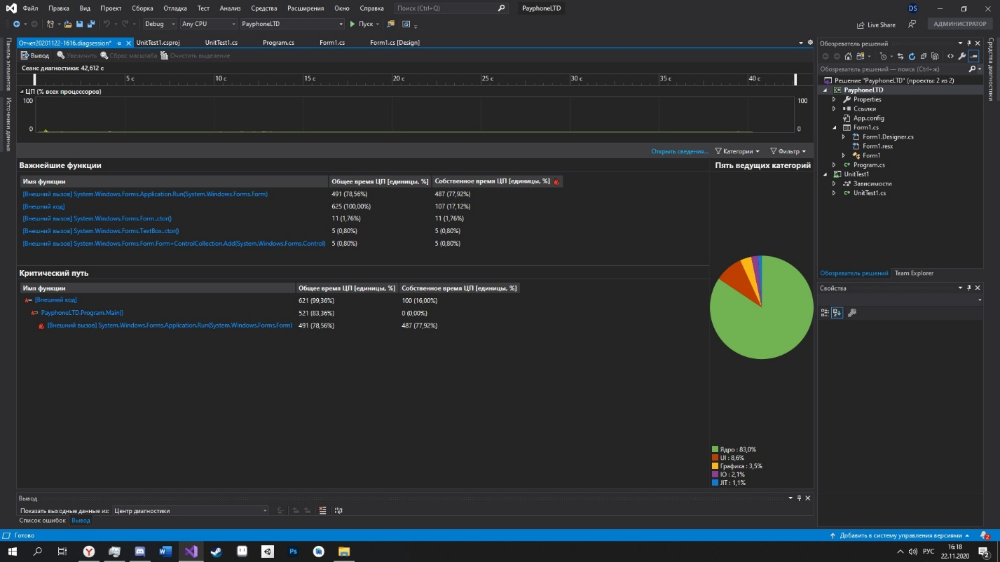 Файл Правка Вид Проект Сборка Отладка Тест Анализ Средства Расширения Окно Справка Поиск (Ctrl+Q) PayphoneLTD DS
Debug Any CPU PayphoneLTD Пуск Live Share АДМИНИСТРАТОР
Панель элементов
Источники данных
Отчет20201122-1616.diagsession* UnitTest1.csproj UnitTest1.cs Program.cs Form1.cs Form1.cs [Design]
Вывод Увеличить Сброс масштаба Очистить выделение
Сеанс диагностики: 42,612 с
5 с 10 с 15 с 20 с 25 с 30 с 35 с 40 с
ЦП (% всех процессоров)
100 100
0 0
Открыть сведения... Категории Фильтр
Важнейшие функции
Имя функции Общее время ЦП [единицы, %] Собственное время ЦП [единицы, %]
[Внешний вызов] System.Windows.Forms.Application.Run(System.Windows.Forms.Form) 491 (78,56%) 487 (77,92%)
[Внешний код] 625 (100,00%) 107 (17,12%)
[Внешний вызов] System.Windows.Forms.Form..ctor() 11 (1,76%) 11 (1,76%)
[Внешний вызов] System.Windows.Forms.TextBox..ctor() 5 (0,80%) 5 (0,80%)
[Внешний вызов] System.Windows.Forms.Form.Form+ControlCollection.Add(System.Windows.Forms.Control) 5 (0,80%) 5 (0,80%)
Критический путь
Имя функции Общее время ЦП [единицы, %] Собственное время ЦП [единицы, %]
[Внешний код] 621 (99,36%) 100 (16,00%)
PayphoneLTD.Program.Main() 521 (83,36%) 0 (0,00%)
[Внешний вызов] System.Windows.Forms.Application.Run(System.Windows.Forms.Form) 491 (78,56%) 487 (77,92%)
Пять ведущих категорий
Ядро : 83,0%
UI : 8,6%
Графика : 3,5%
IO : 2,1%
JIT : 1,1%
Обозреватель решений
Обозреватель решений — поиск (Ctrl+ж)
Решение "PayphoneLTD" (проекты: 2 из 2)
PayphoneLTD
Properties
Ссылки
App.config
Form1.cs
Form1.Designer.cs
Form1.resx
Form1
Program.cs
UnitTest1
Зависимости
UnitTest1.cs
Обозреватель решений Team Explorer
Свойства
Средства диагностики
Вывод
Показать выходные данные из: Центр диагностики
Список ошибок Вывод
Готово Добавить в систему управления версиями 2
Ps РУС 16:18
22.11.2020 2